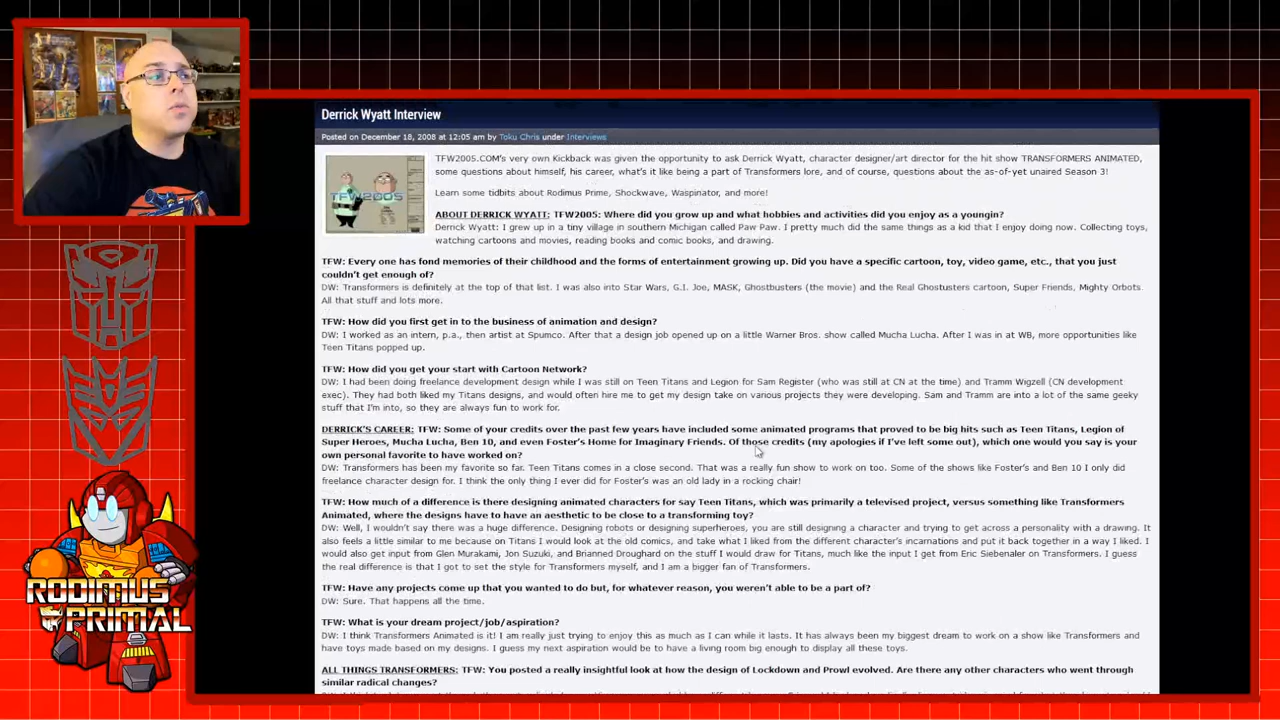 Derrick Wyatt Interview
Posted on December 18, 2008 at 12:05 am by Toku Chris under Interviews
TFW2005
TFW2005.COM's very own Kickback was given the opportunity to ask Derrick Wyatt, character designer/art director for the hit show TRANSFORMERS ANIMATED,
some questions about himself, his career, what's it like being a part of Transformers lore, and of course, questions about the as-of-yet unaired Season 3!
Learn some tidbits about Rodimus Prime, Shockwave, Waspinator, and more!
ABOUT DERRICK WYATT: TFW2005: Where did you grow up and what hobbies and activities did you enjoy as a youngin?
Derrick Wyatt: I grew up in a tiny village in southern Michigan called Paw Paw. I pretty much did the same things as a kid that I enjoy doing now. Collecting toys,
watching cartoons and movies, reading books and comic books, and drawing.
TFW: Every one has fond memories of their childhood and the forms of entertainment growing up. Did you have a specific cartoon, toy, video game, etc., that you just
couldn't get enough of?
DW: Transformers is definitely at the top of that list. I was also into Star Wars, G.I. Joe, MASK, Ghostbusters (the movie) and the Real Ghostusters cartoon, Super Friends, Mighty Orbots.
All that stuff and lots more.
TFW: How did you first get in to the business of animation and design?
DW: I worked as an intern, p.a., then artist at Spumco. After that a design job opened up on a little Warner Bros. show called Mucha Lucha. After I was in at WB, more opportunities like
Teen Titans popped up.
TFW: How did you get your start with Cartoon Network?
DW: I had been doing freelance development design while I was still on Teen Titans and Legion for Sam Register (who was still at CN at the time) and Tramm Wigzell (CN development
exec). They had both liked my Titans designs, and would often hire me to get my design take on various projects they were developing. Sam and Tramm are into a lot of the same geeky
stuff that I'm into, so they are always fun to work for.
DERRICK'S CAREER: TFW: Some of your credits over the past few years have included some animated programs that proved to be big hits such as Teen Titans, Legion of
Super Heroes, Mucha Lucha, Ben 10, and even Foster's Home for Imaginary Friends. Of those credits (my apologies if I've left some out), which one would you say is your
own personal favorite to have worked on?
DW: Transformers has been my favorite so far. Teen Titans comes in a close second. That was a really fun show to work on too. Some of the shows like Foster's and Ben 10 I only did
freelance character design for. I think the only thing I ever did for Foster's was an old lady in a rocking chair!
TFW: How much of a difference is there designing animated characters for say Teen Titans, which was primarily a televised project, versus something like Transformers
Animated, where the designs have to have an aesthetic to be close to a transforming toy?
DW: Well, I wouldn't say there was a huge difference. Designing robots or designing superheroes, you are still designing a character and trying to get across a personality with a drawing. It
also feels a little similar to me because on Titans I would look at the old comics, and take what I liked from the different character's incarnations and put it back together in a way I liked. I
would also get input from Glen Murakami, Jon Suzuki, and Brianned Droughard on the stuff I would draw for Titans, much like the input I get from Eric Siebenaler on Transformers. I guess
the real difference is that I got to set the style for Transformers myself, and I am a bigger fan of Transformers.
TFW: Have any projects come up that you wanted to do but, for whatever reason, you weren't able to be a part of?
DW: Sure. That happens all the time.
TFW: What is your dream project/job/aspiration?
DW: I think Transformers Animated is it! I am really just trying to enjoy this as much as I can while it lasts. It has always been my biggest dream to work on a show like Transformers and
have toys made based on my designs. I guess my next aspiration would be to have a living room big enough to display all these toys.
ALL THINGS TRANSFORMERS: TFW: You posted a really insightful look at how the design of Lockdown and Prowl evolved. Are there any other characters who went through
similar radical changes?
RODIMUS
PRIMAL